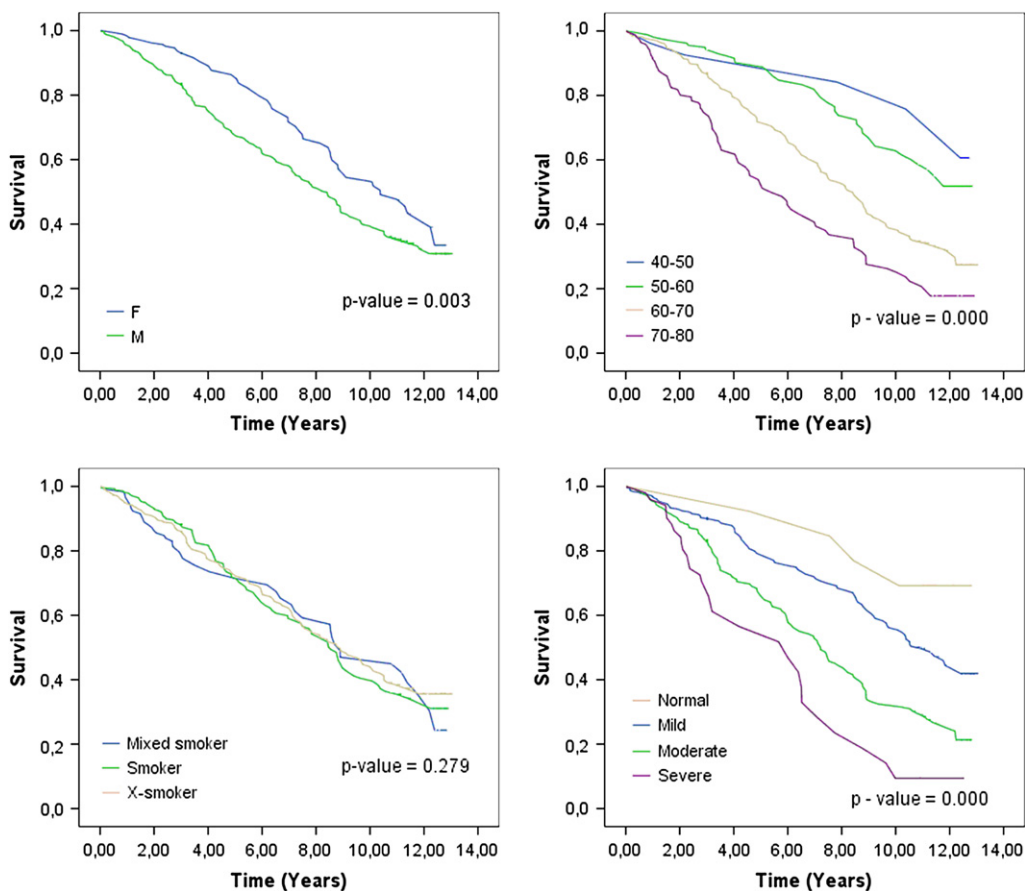 1,0
0,8
0,6
0,4
0,2
0,0
Survival
F
M
p-value = 0.003
0,00 2,00 4,00 6,00 8,00 10,00 12,00 14,00
Time (Years)
1,0
0,8
0,6
0,4
0,2
0,0
Survival
40-50
50-60
60-70
70-80
p - value = 0.000
0,00 2,00 4,00 6,00 8,00 10,00 12,00 14,00
Time (Years)
1,0
0,8
0,6
0,4
0,2
0,0
Survival
Mixed smoker
Smoker
X-smoker
p-value = 0.279
0,00 2,00 4,00 6,00 8,00 10,00 12,00 14,00
Time (Years)
1,0
0,8
0,6
0,4
0,2
0,0
Survival
Normal
Mild
Moderate
Severe
p - value = 0.000
0,00 2,00 4,00 6,00 8,00 10,00 12,00 14,00
Time (Years)